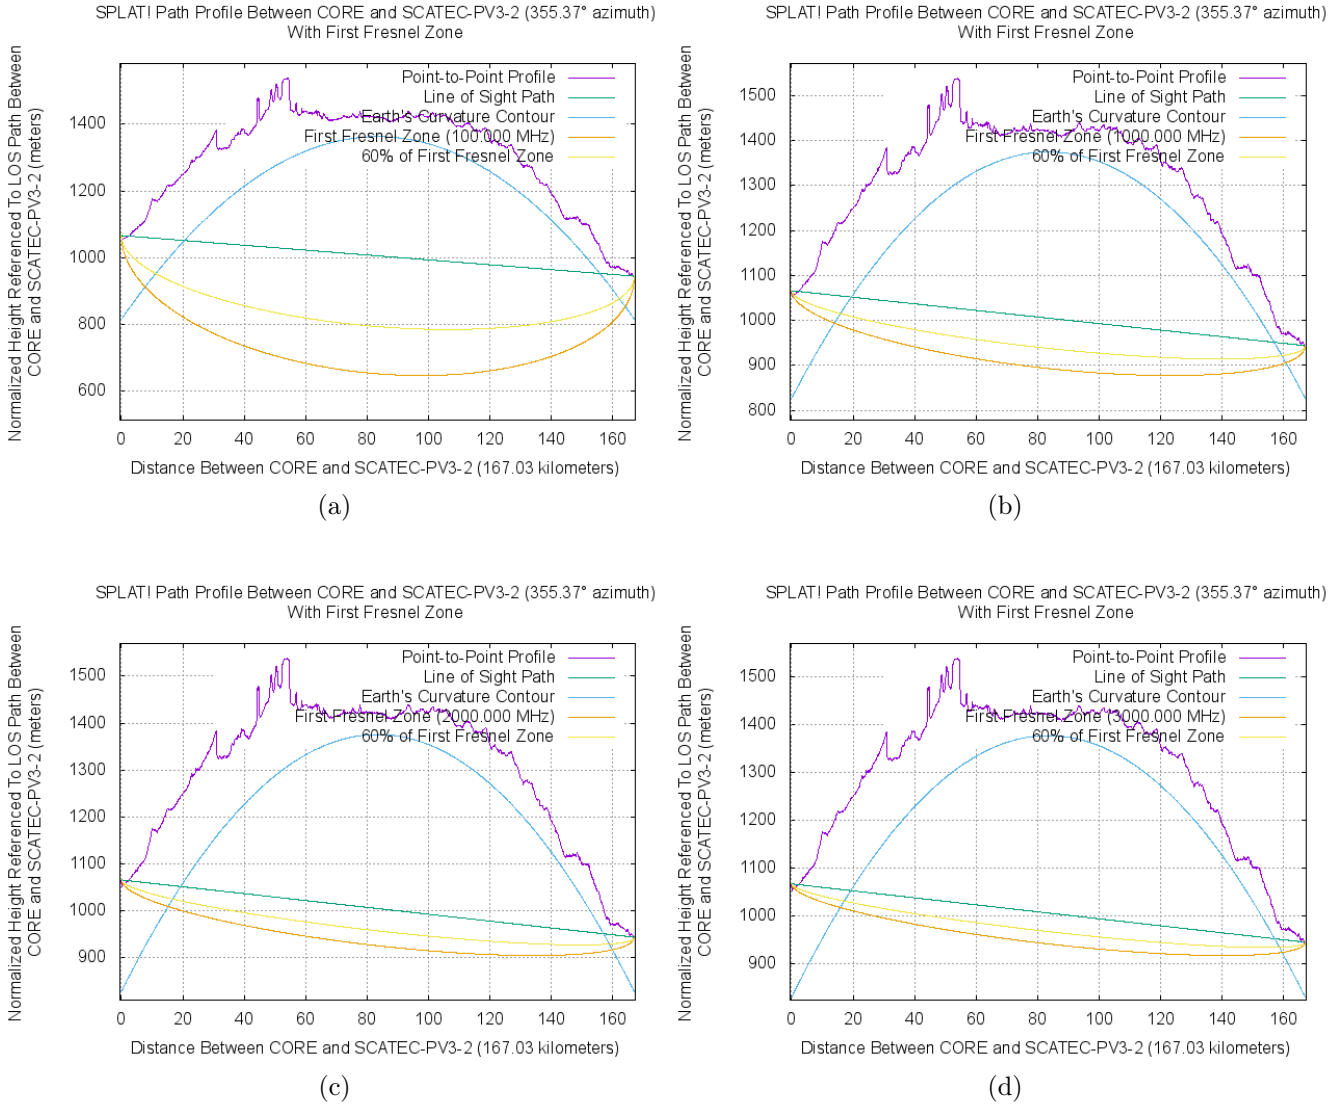 SPLAT! Path Profile Between CORE and SCATEC-PV3-2 (355.37° azimuth)
With First Fresnel Zone
Normalized Height Referenced To LOS Path Between
CORE and SCATEC-PV3-2 (meters)
Point-to-Point Profile
Line of Sight Path
Earth's Curvature Contour
First Fresnel Zone (100.000 MHz)
60% of First Fresnel Zone
1400
1200
1000
800
600
0 20 40 60 80 100 120 140 160
Distance Between CORE and SCATEC-PV3-2 (167.03 kilometers)
(a)
SPLAT! Path Profile Between CORE and SCATEC-PV3-2 (355.37° azimuth)
With First Fresnel Zone
Normalized Height Referenced To LOS Path Between
CORE and SCATEC-PV3-2 (meters)
Point-to-Point Profile
Line of Sight Path
Earth's Curvature Contour
First Fresnel Zone (1000.000 MHz)
60% of First Fresnel Zone
1500
1400
1300
1200
1100
1000
900
800
0 20 40 60 80 100 120 140 160
Distance Between CORE and SCATEC-PV3-2 (167.03 kilometers)
(b)
SPLAT! Path Profile Between CORE and SCATEC-PV3-2 (355.37° azimuth)
With First Fresnel Zone
Normalized Height Referenced To LOS Path Between
CORE and SCATEC-PV3-2 (meters)
Point-to-Point Profile
Line of Sight Path
Earth's Curvature Contour
First Fresnel Zone (2000.000 MHz)
60% of First Fresnel Zone
1500
1400
1300
1200
1100
1000
900
0 20 40 60 80 100 120 140 160
Distance Between CORE and SCATEC-PV3-2 (167.03 kilometers)
(c)
SPLAT! Path Profile Between CORE and SCATEC-PV3-2 (355.37° azimuth)
With First Fresnel Zone
Normalized Height Referenced To LOS Path Between
CORE and SCATEC-PV3-2 (meters)
Point-to-Point Profile
Line of Sight Path
Earth's Curvature Contour
First Fresnel Zone (3000.000 MHz)
60% of First Fresnel Zone
1500
1400
1300
1200
1100
1000
900
0 20 40 60 80 100 120 140 160
Distance Between CORE and SCATEC-PV3-2 (167.03 kilometers)
(d)